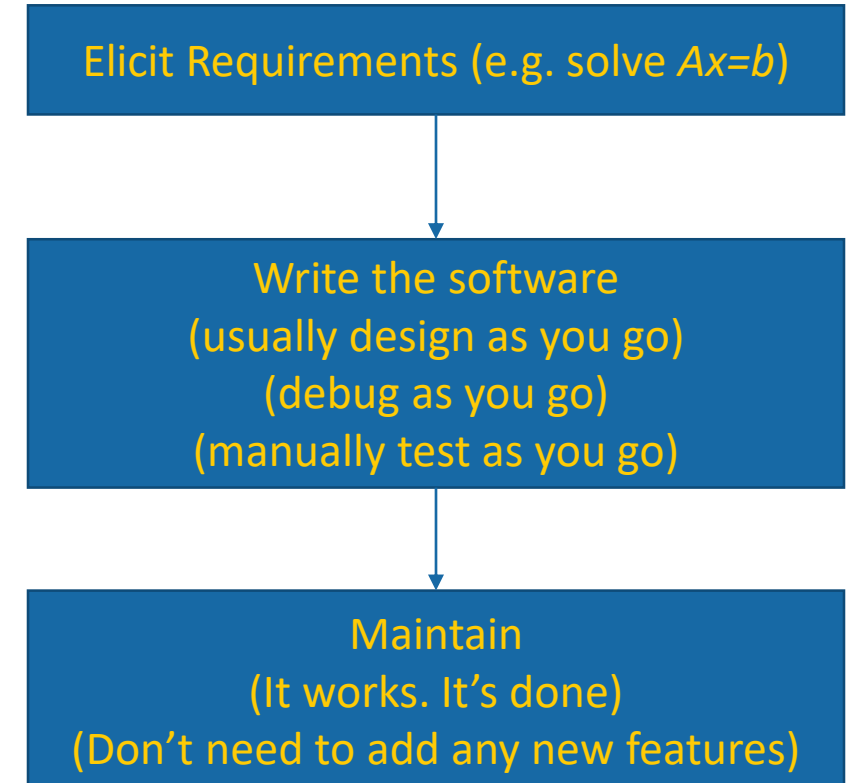 Elicit Requirements (e.g. solve Ax=b)
Write the software
(usually design as you go)
(debug as you go)
(manually test as you go)
Maintain
(It works. It’s done)
(Don’t need to add any new features)